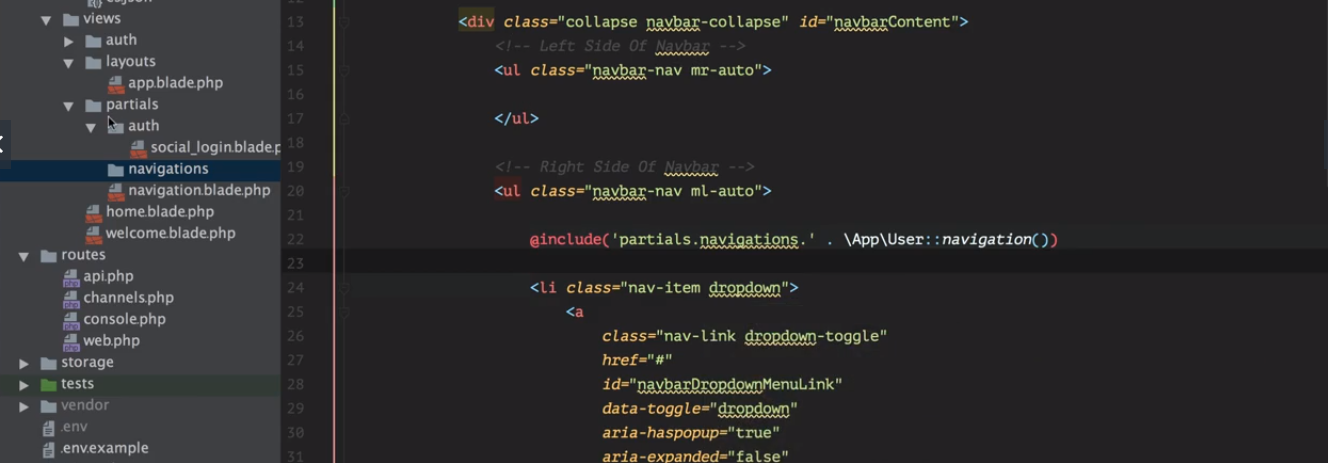 views
auth
layouts
app.blade.php
partials
auth
social_login.blade.p
navigations
navigation.blade.php
home.blade.php
welcome.blade.php
routes
api.php
channels.php
console.php
web.php
storage
tests
vendor
.env
.env.example
13 <div class="collapse navbar-collapse" id="navbarContent">
14 <!-- Left Side Of Navbar -->
15 <ul class="navbar-nav mr-auto">
16
17 </ul>
18
19 <!-- Right Side Of Navbar -->
20 <ul class="navbar-nav ml-auto">
21
22 @include('partials.navigations.' . \App\User::navigation())
23
24 <li class="nav-item dropdown">
25 <a
26 class="nav-link dropdown-toggle"
27 href="#"
28 id="navbarDropdownMenuLink"
29 data-toggle="dropdown"
30 aria-haspopup="true"
31 aria-expanded="false"